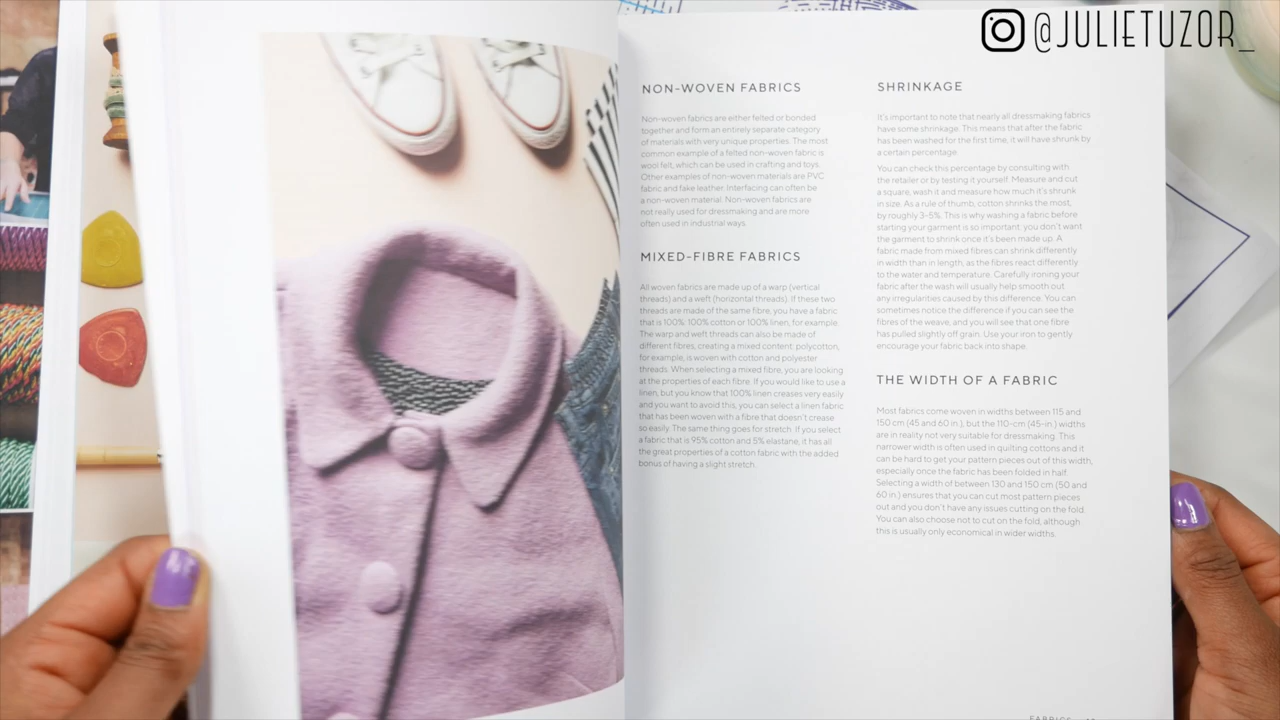 @JULIETUZOR_
NON-WOVEN FABRICS
Non-woven fabrics are either felted or bonded
together and form an entirely separate category
of materials with very unique properties. The most
common example of a felted non-woven fabric is
wool felt, which can be used in crafting and toys.
Other examples of non-woven materials are PVC
fabric and fake leather. Interfacing can often be
a non-woven material. Non-woven fabrics are
not really used for dressmaking and are more
often used in industrial ways.
MIXED-FIBRE FABRICS
All woven fabrics are made up of a warp (vertical
threads) and a weft (horizontal threads). If these two
threads are made of the same fibre, you have a fabric
that is 100%: 100% cotton or 100% linen, for example.
The warp and weft threads can also be made of
different fibres, creating a mixed content; polycotton,
for example, is woven with cotton and polyester
threads. When selecting a mixed fibre, you are looking
at the properties of each fibre. If you would like to use a
linen, but you know that 100% linen creases very easily
and you want to avoid this, you can select a linen fabric
that has been woven with a fibre that doesn't crease
so easily. The same thing goes for stretch. If you select
a fabric that is 95% cotton and 5% elastane, it has all
the great properties of a cotton fabric with the added
bonus of having a slight stretch.
SHRINKAGE
It's important to note that nearly all dressmaking fabrics
have some shrinkage. This means that after the fabric
has been washed for the first time, it will have shrunk by
a certain percentage.
You can check this percentage by consulting with
the retailer or by testing it yourself. Measure and cut
a square, wash it and measure how much it's shrunk
in size. As a rule of thumb, cotton shrinks the most,
by roughly 3–5%. This is why washing a fabric before
starting your garment is so important: you don't want
the garment to shrink once it's been made up. A
fabric made from mixed fibres can shrink differently
in width than in length, as the fibres react differently
to the water and temperature. Carefully ironing your
fabric after the wash will usually help smooth out
any irregularities caused by this difference. You can
sometimes notice the difference if you can see the
fibres of the weave, and you will see that one fibre
has pulled slightly off grain. Use your iron to gently
encourage your fabric back into shape.
THE WIDTH OF A FABRIC
Most fabrics come woven in widths between 115 and
150 cm (45 and 60 in.), but the 110-cm (45-in.) widths
are in reality not very suitable for dressmaking. This
narrower width is often used in quilting cottons and it
can be hard to get your pattern pieces out of this width,
especially once the fabric has been folded in half.
Selecting a width of between 130 and 150 cm (50 and
60 in.) ensures that you can cut most pattern pieces
out and you don't have any issues cutting on the fold.
You can also choose not to cut on the fold, although
this is usually only economical in wider widths.
FABRICS